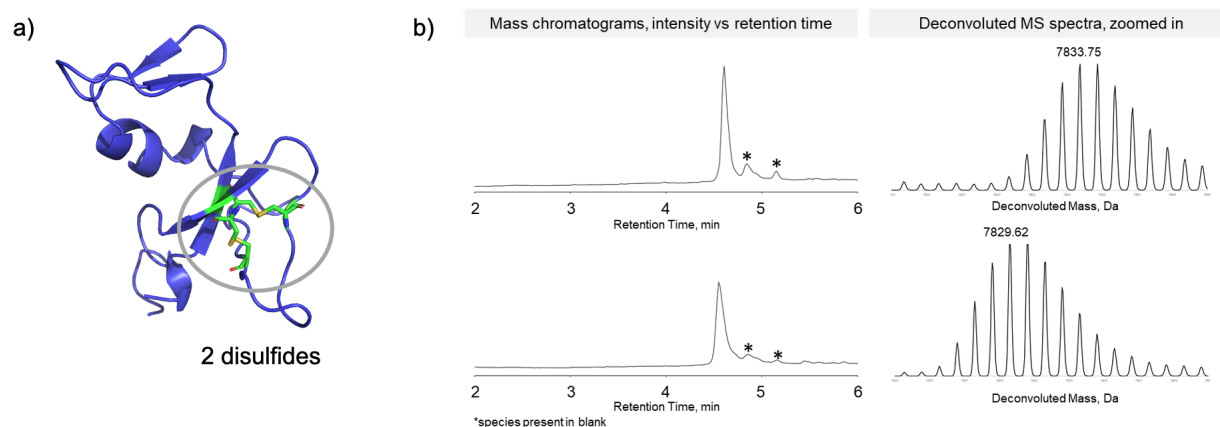 a)
2 disulfides
b)
Mass chromatograms, intensity vs retention time
Deconvoluted MS spectra, zoomed in
* *
2 3 4 5 6
Retention Time, min
7833.75
Deconvoluted Mass, Da
* *
2 3 4 5 6
Retention Time, min
*species present in blank
7829.62
Deconvoluted Mass, Da